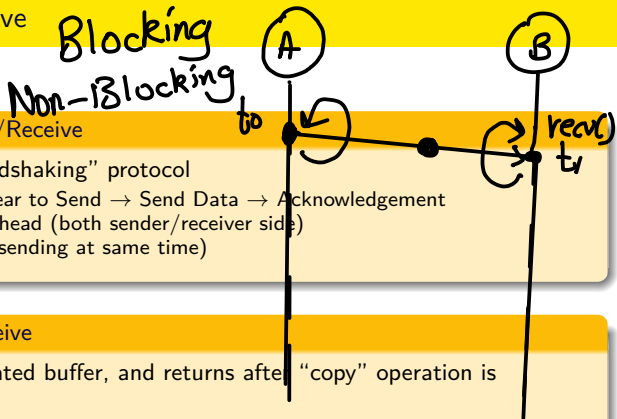 ve
Blocking
Non-Blocking
A
B
/Receive
to
recv()
t1
dshaking” protocol
ear to Send → Send Data → Acknowledgement
head (both sender/receiver side)
sending at same time)
eive
ated buffer, and returns after “copy” operation is